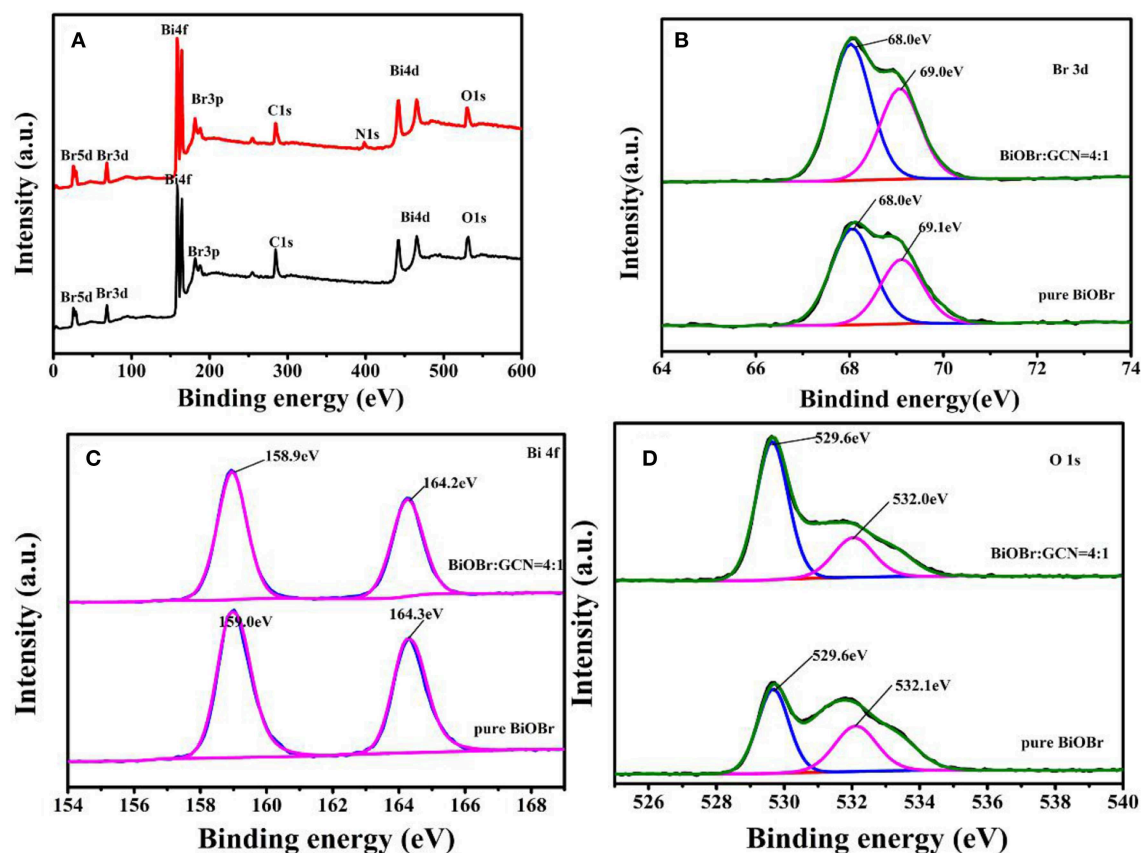 A
Bi4f
Br3p
C1s
N1s
Bi4d
O1s
Br5d Br3d
Bi4f
Br3p
C1s
Bi4d
O1s
Br5d Br3d
Intensity (a.u.)
0 100 200 300 400 500 600
Binding energy (eV)
B
68.0eV
Br 3d
69.0eV
BiOBr:GCN=4:1
68.0eV
69.1eV
pure BiOBr
Intensity(a.u.)
64 66 68 70 72 74
Bindind energy(eV)
C
Bi 4f
158.9eV
164.2eV
BiOBr:GCN=4:1
159.0eV
164.3eV
pure BiOBr
Intensity (a.u.)
154 156 158 160 162 164 166 168
Binding energy (eV)
529.6eV
D
O 1s
532.0eV
BiOBr:GCN=4:1
529.6eV
532.1eV
pure BiOBr
Intensity (a.u.)
526 528 530 532 534 536 538 540
Binding energy (eV)